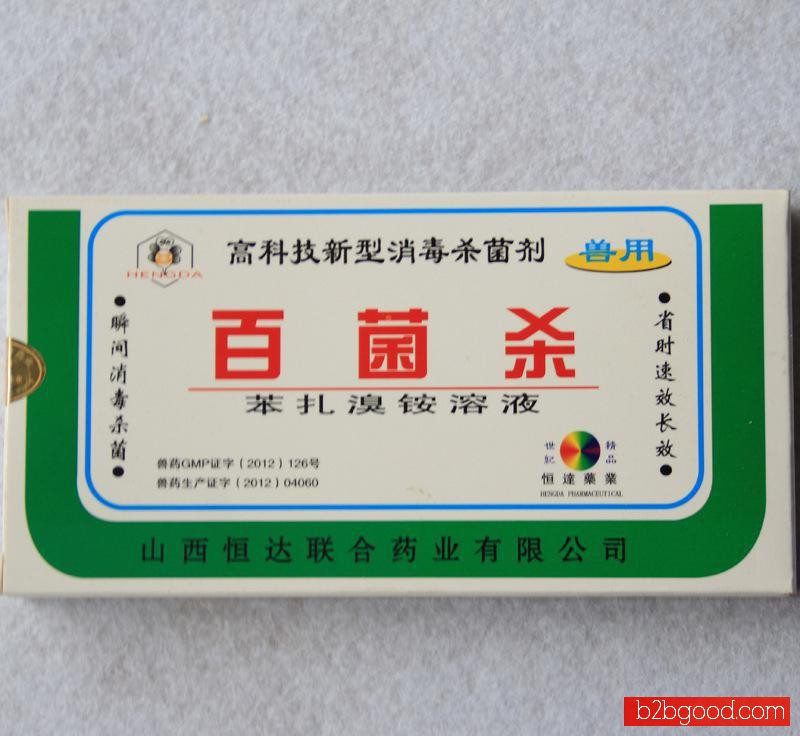 高科技新型消毒杀菌剂
兽用
HENGDA
瞬间消毒杀菌
百菌杀
苯扎溴铵溶液
省时速效长效
兽药GMP证字（2012）126号
兽药生产证字（2012）04060
世紀
精品
恒達藥業
HENGDA PHARMACEUTICAL
山西恒达联合药业有限公司
b2bgood.com